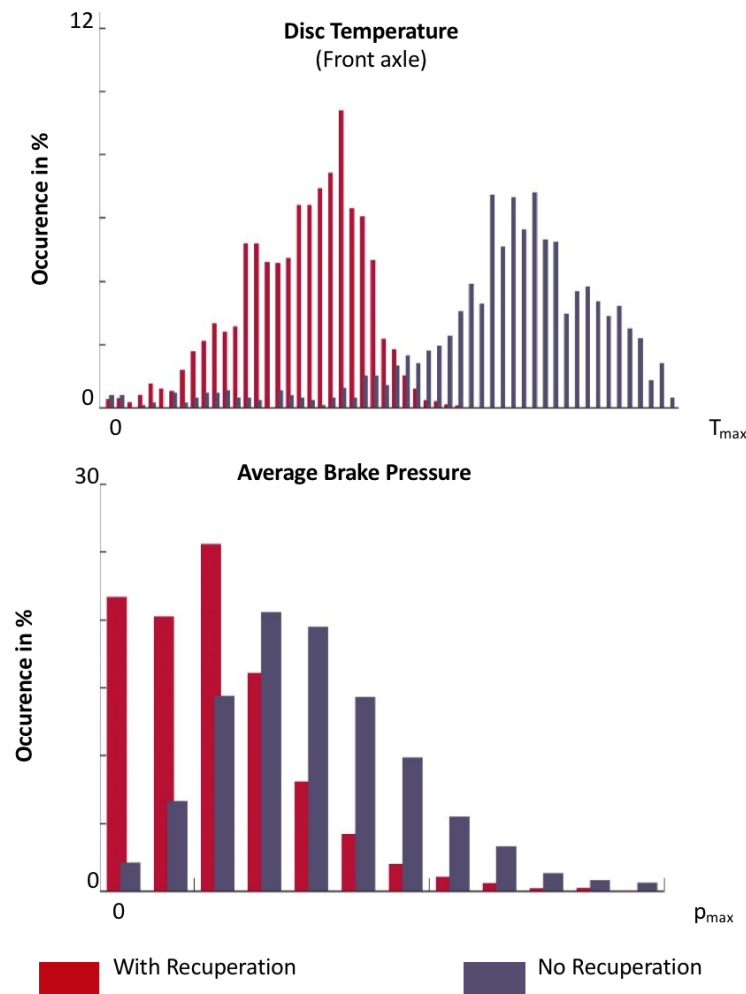 12
Disc Temperature
(Front axle)
Occurence in %
0
0
Tmax
30
Average Brake Pressure
Occurence in %
0
0
pmax
With Recuperation
No Recuperation